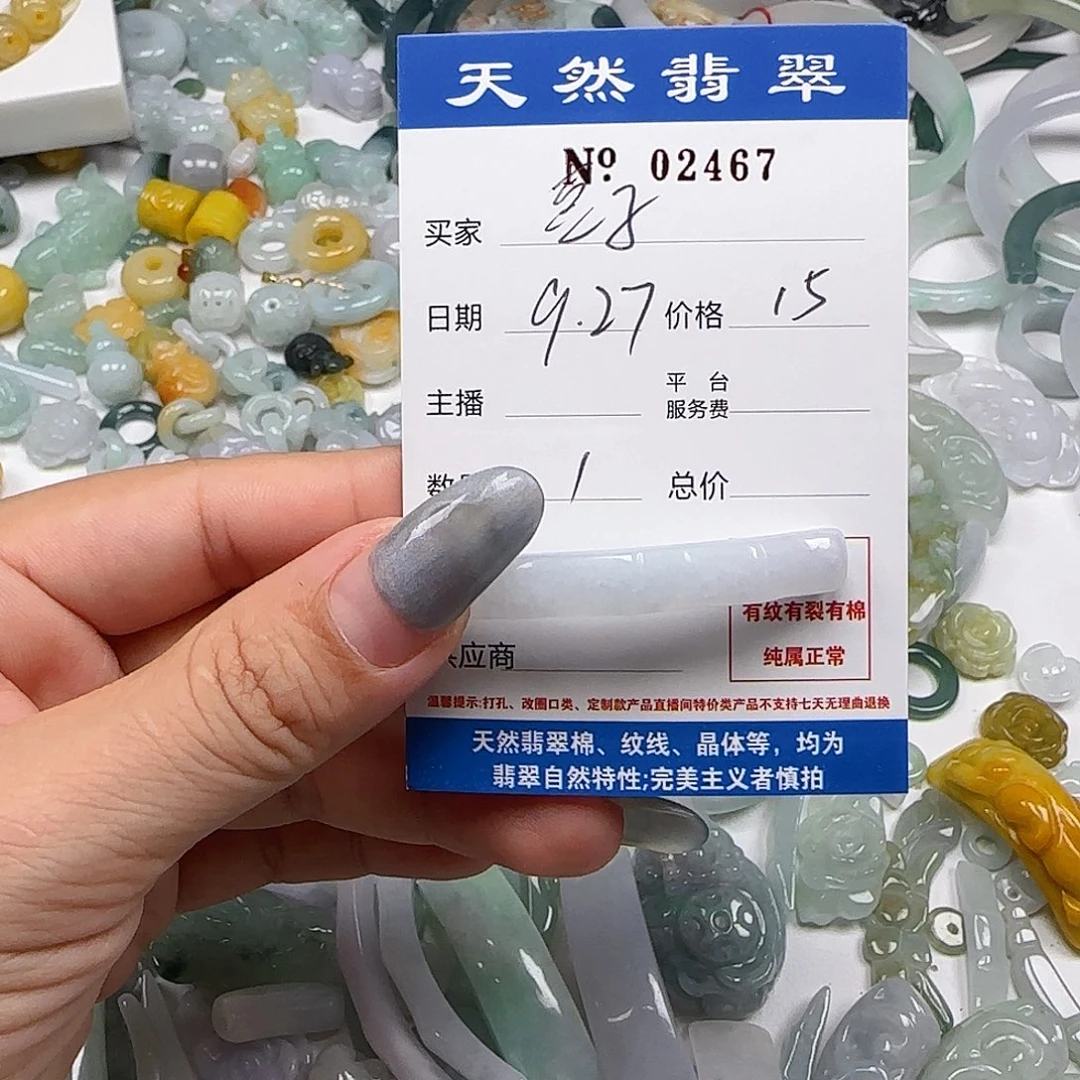 天然翡翠
Nº 02467
买家
日期 9.27 价格 15
主播 平台
服务费
1 总价
有纹有裂有棉
应商
纯属正常
温馨提示:打孔、改圈口类、定制款产品直播间特价类产品不支持七天无理由退换
天然翡翠棉、纹线、晶体等，均为
翡翠自然特性;完美主义者慎拍